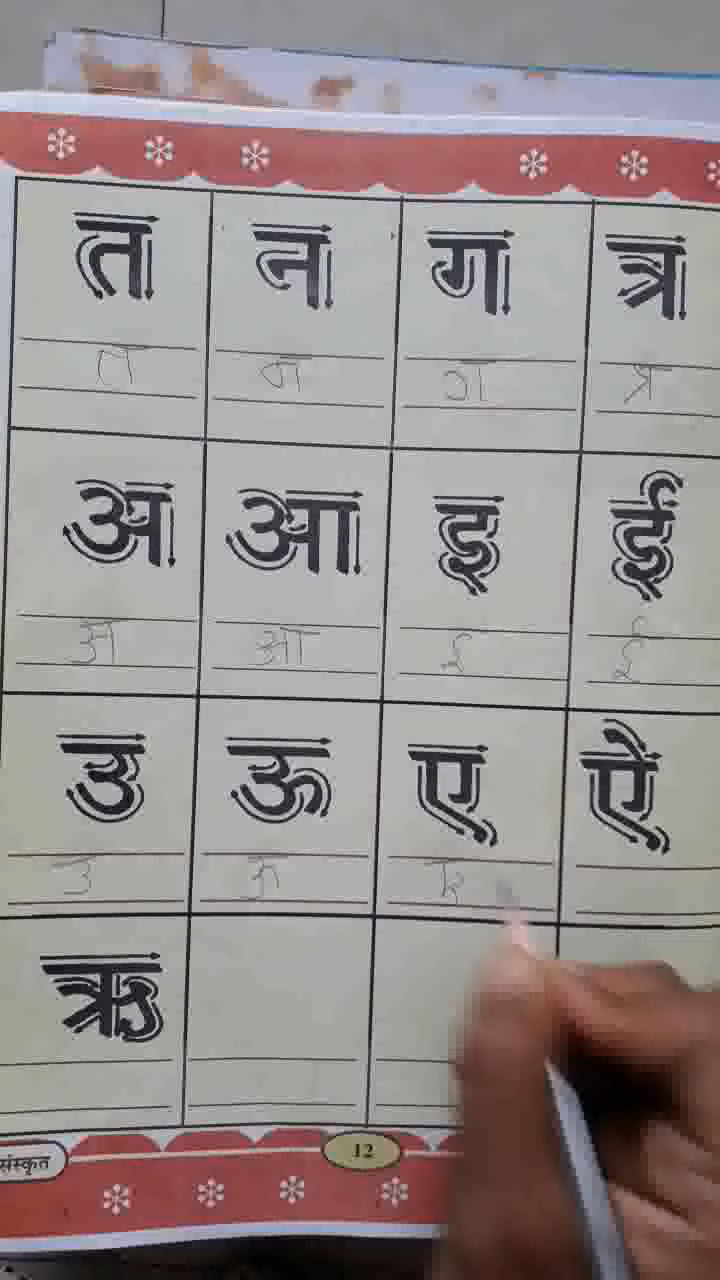 त न ग त्र
त न ग त्र
अ आ इ ई
अ आ इ ई
उ ऊ ए ऐ
उ ऊ ए
ऋ
संस्कृत 12